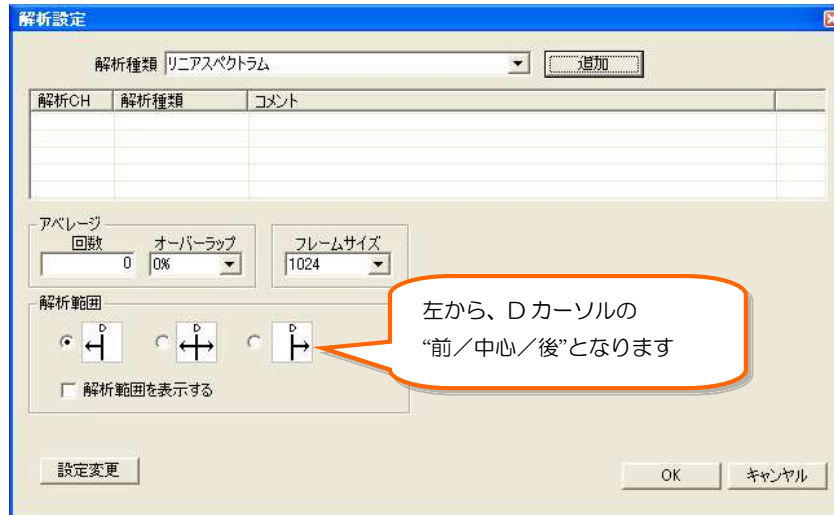 解析設定
解析種類 リニアスペクトラム 追加
解析CH 解析種類 コメント
アベレージ
回数 オーバーラップ フレームサイズ
0 0% 1024
解析範囲
D D D
左から、Dカーソルの
“前／中心／後”となります
解析範囲を表示する
設定変更 OK キャンセル